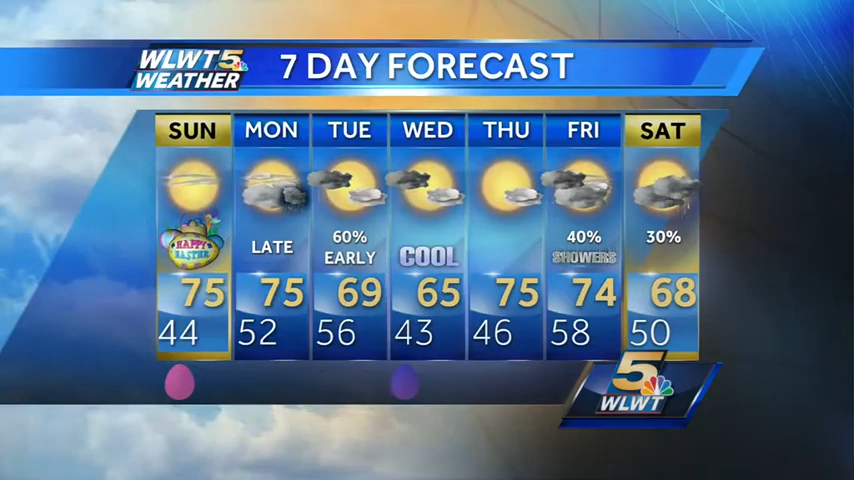 WLWT 5
WEATHER
7 DAY FORECAST
SUN MON TUE WED THU FRI SAT
HAPPY
EASTER
LATE
60%
EARLY
COOL
40%
SHOWERS
30%
75 75 69 65 75 74 68
44 52 56 43 46 58 50
5
WLWT